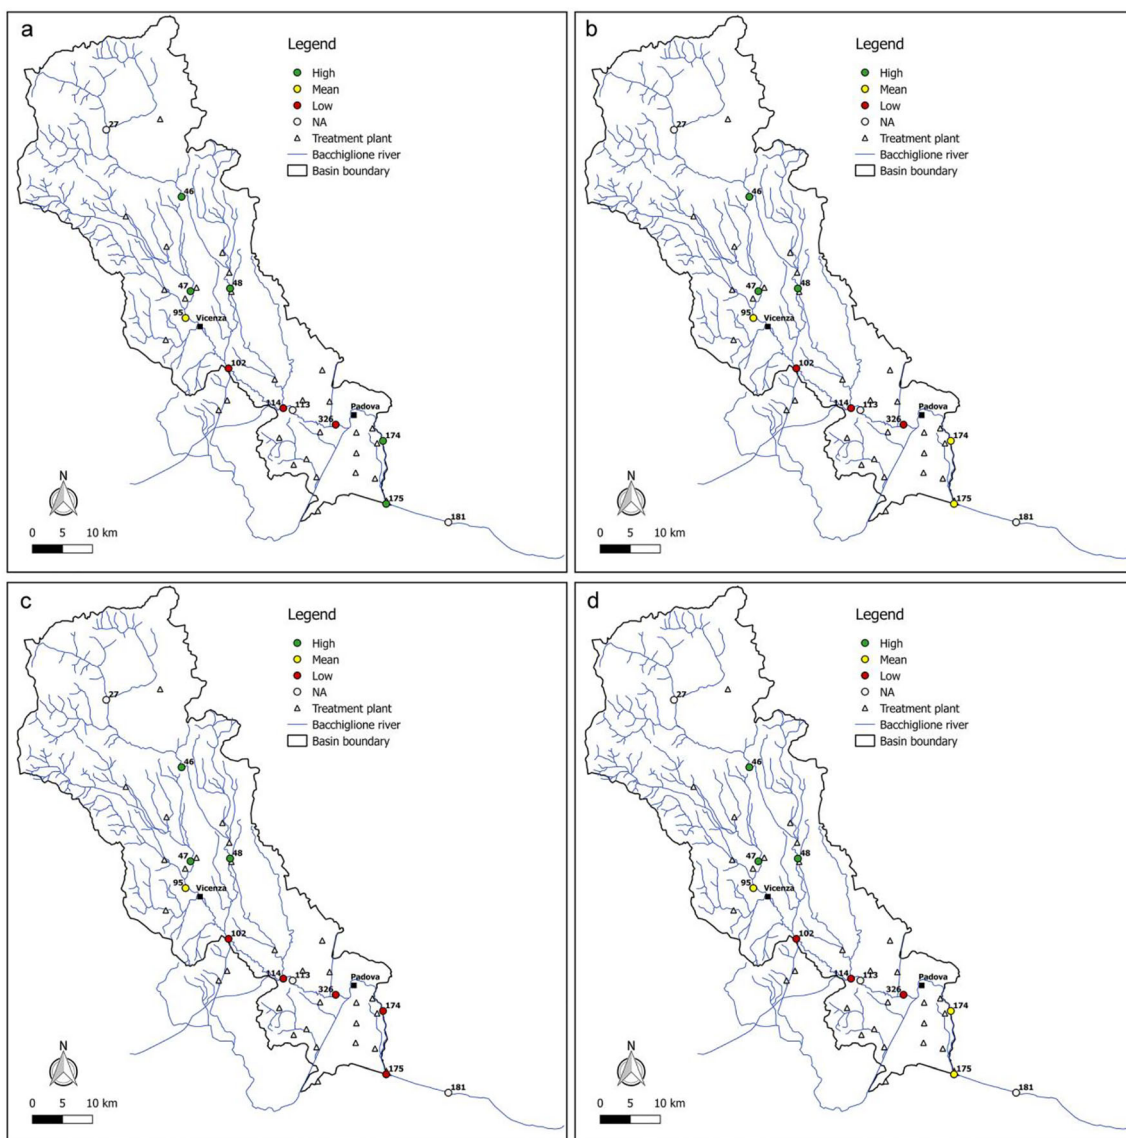 a
Legend
High
Mean
Low
NA
Treatment plant
Bacchiglione river
Basin boundary
27
46
47
48
95
Vicenza
102
114
113
Padova
326
174
175
181
N
0 5 10 km
b
Legend
High
Mean
Low
NA
Treatment plant
Bacchiglione river
Basin boundary
27
46
47
48
95
Vicenza
102
114
113
Padova
326
174
175
181
N
0 5 10 km
c
Legend
High
Mean
Low
NA
Treatment plant
Bacchiglione river
Basin boundary
27
46
47
48
95
Vicenza
102
114
113
Padova
326
174
175
181
N
0 5 10 km
d
Legend
High
Mean
Low
NA
Treatment plant
Bacchiglione river
Basin boundary
27
46
47
48
95
Vicenza
102
114
113
Padova
326
174
175
181
N
0 5 10 km